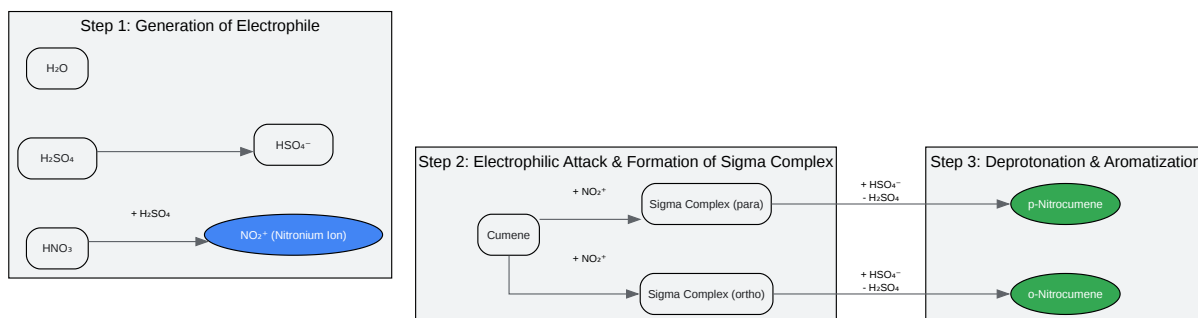 Step 1: Generation of Electrophile
H₂O
H₂SO₄
HSO₄⁻
+ H₂SO₄
HNO₃
NO₂⁺ (Nitronium Ion)
Step 2: Electrophilic Attack & Formation of Sigma Complex
+ NO₂⁺
Cumene
Sigma Complex (para)
+ NO₂⁺
Sigma Complex (ortho)
+ HSO₄⁻
- H₂SO₄
+ HSO₄⁻
- H₂SO₄
Step 3: Deprotonation & Aromatization
p-Nitrocumene
o-Nitrocumene